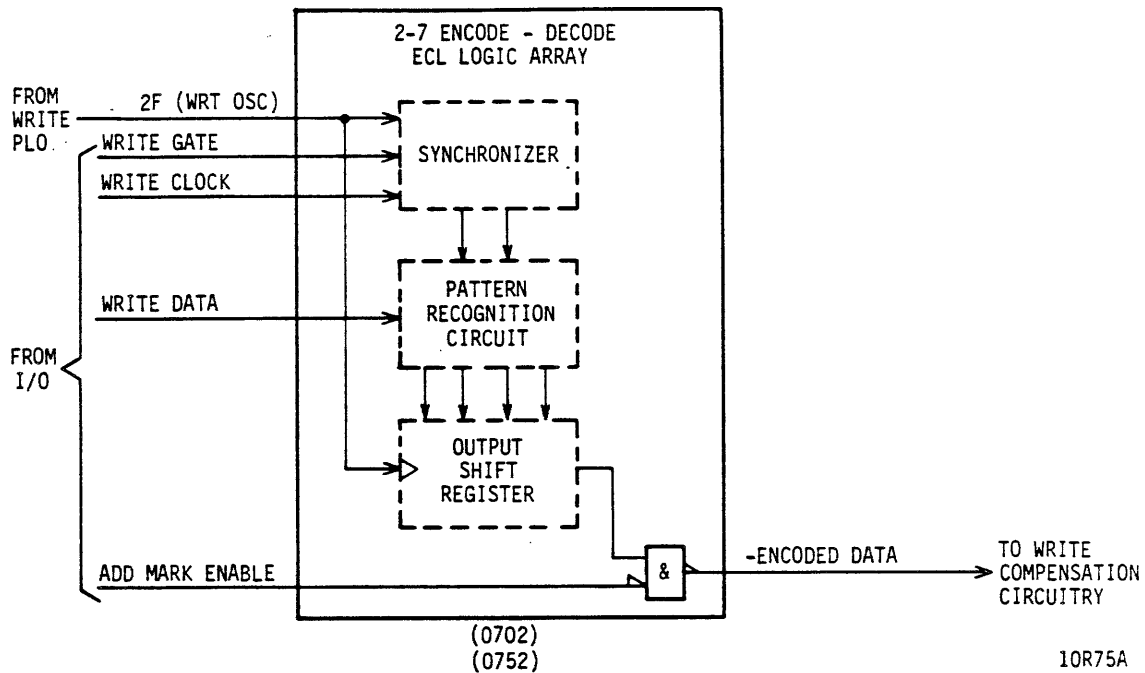 2-7 ENCODE - DECODE
ECL LOGIC ARRAY
FROM
WRITE
PLO.
2F (WRT OSC)
WRITE GATE
WRITE CLOCK
SYNCHRONIZER
WRITE DATA
PATTERN
RECOGNITION
CIRCUIT
FROM
I/O
OUTPUT
SHIFT
REGISTER
ADD MARK ENABLE
&
-ENCODED DATA
TO WRITE
COMPENSATION
CIRCUITRY
(0702)
(0752)
10R75A